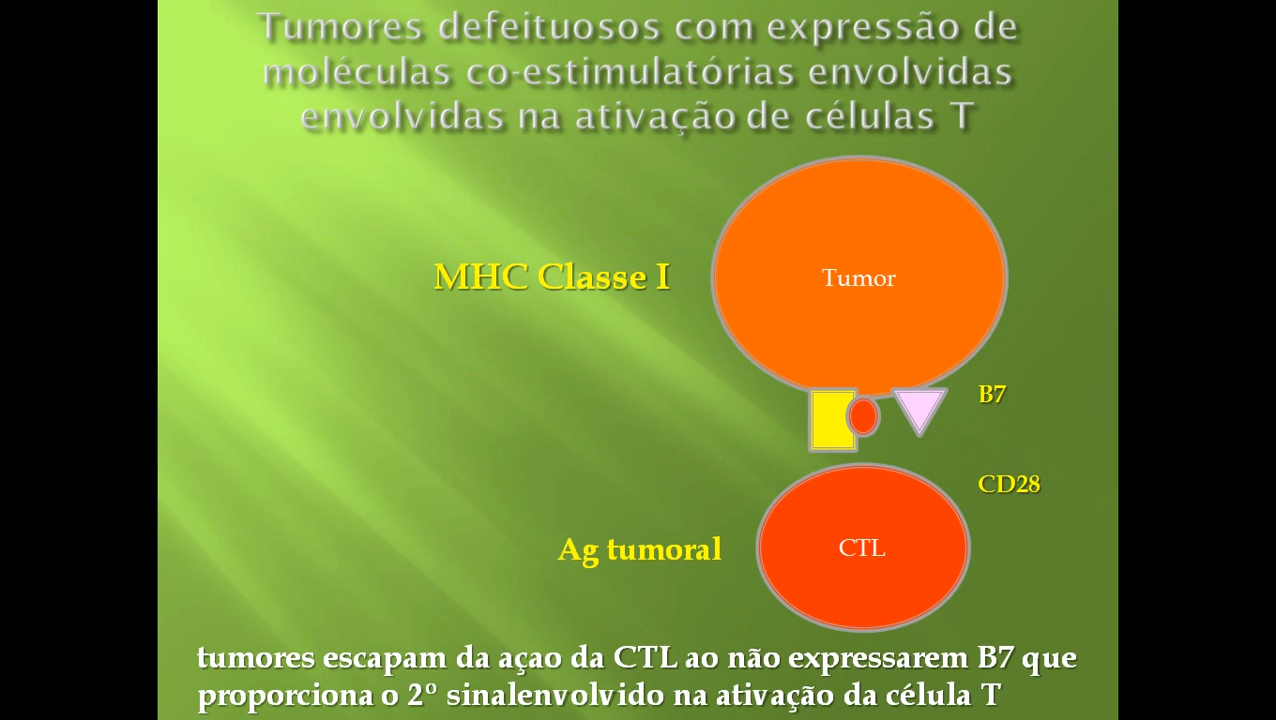 Tumores defeituosos com expressão de
moléculas co-estimulatórias envolvidas
envolvidas na ativação de células T
MHC Classe I
Tumor
B7
CD28
Ag tumoral
CTL
tumores escapam da açao da CTL ao não expressarem B7 que
proporciona o 2º sinalenvolvido na ativação da célula T